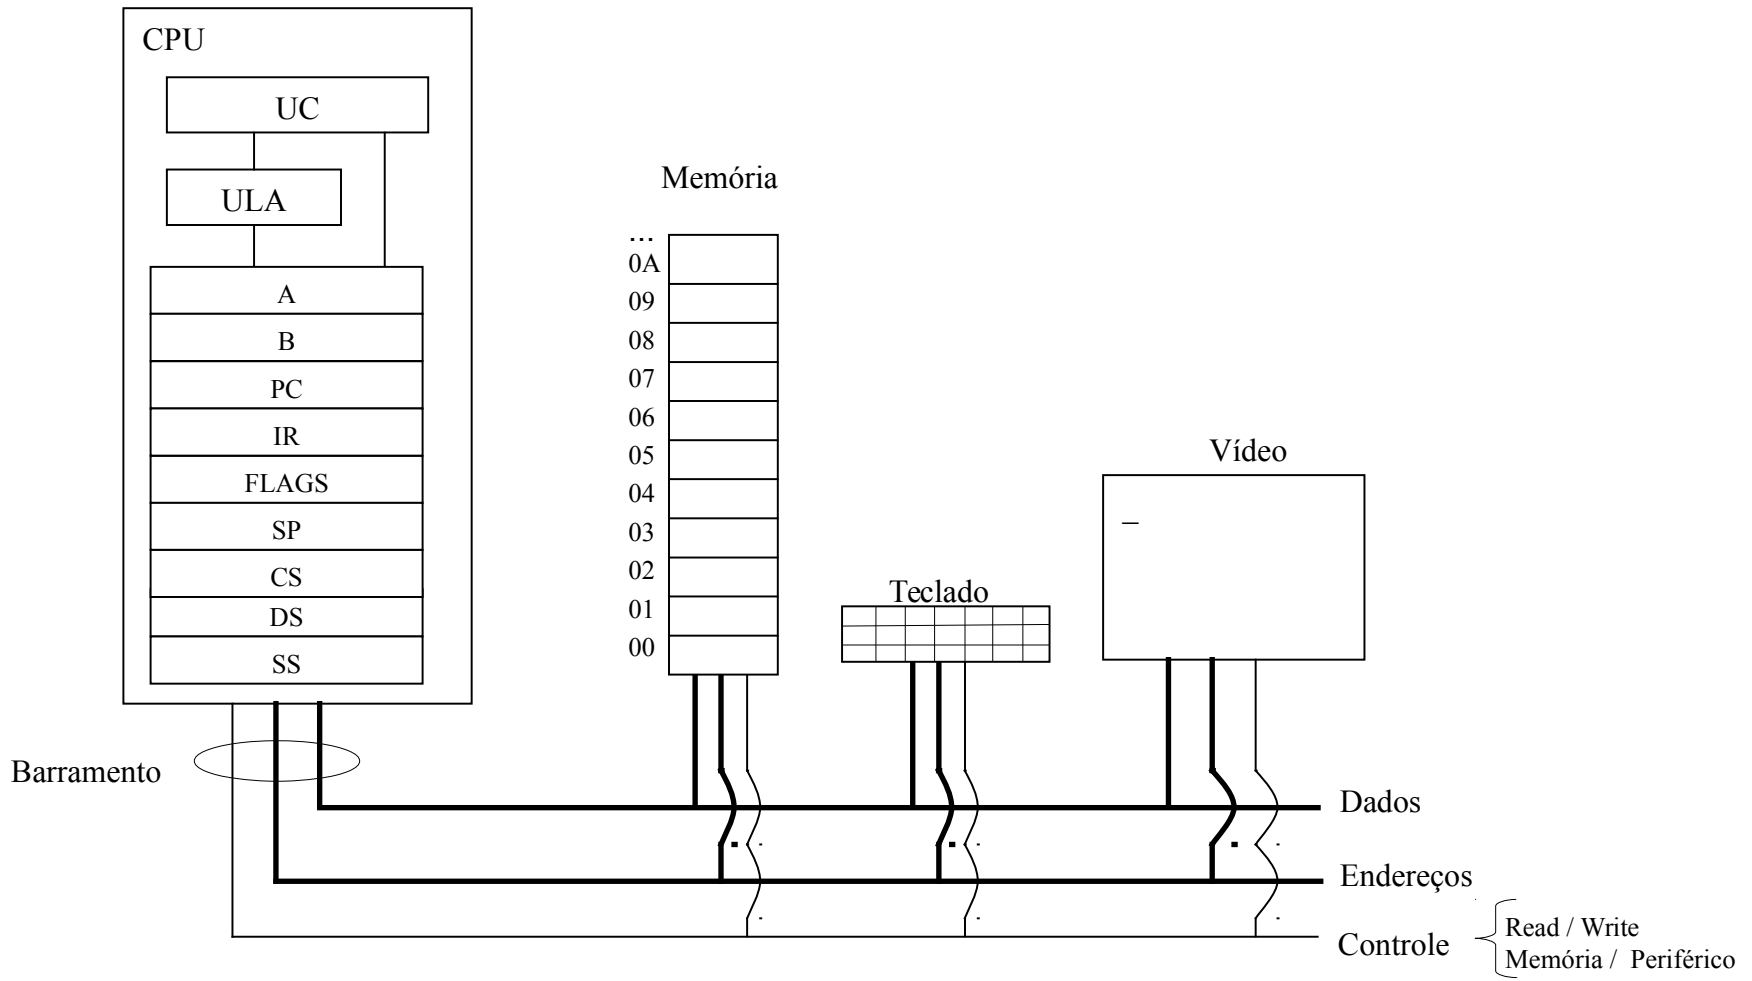 CPU
UC
ULA
A
B
PC
IR
FLAGS
SP
CS
DS
SS
Barramento
Memória
...
0A
09
08
07
06
05
04
03
02
01
00
Teclado
Vídeo
_
Dados
Endereços
Controle
Read / Write
Memória / Periférico